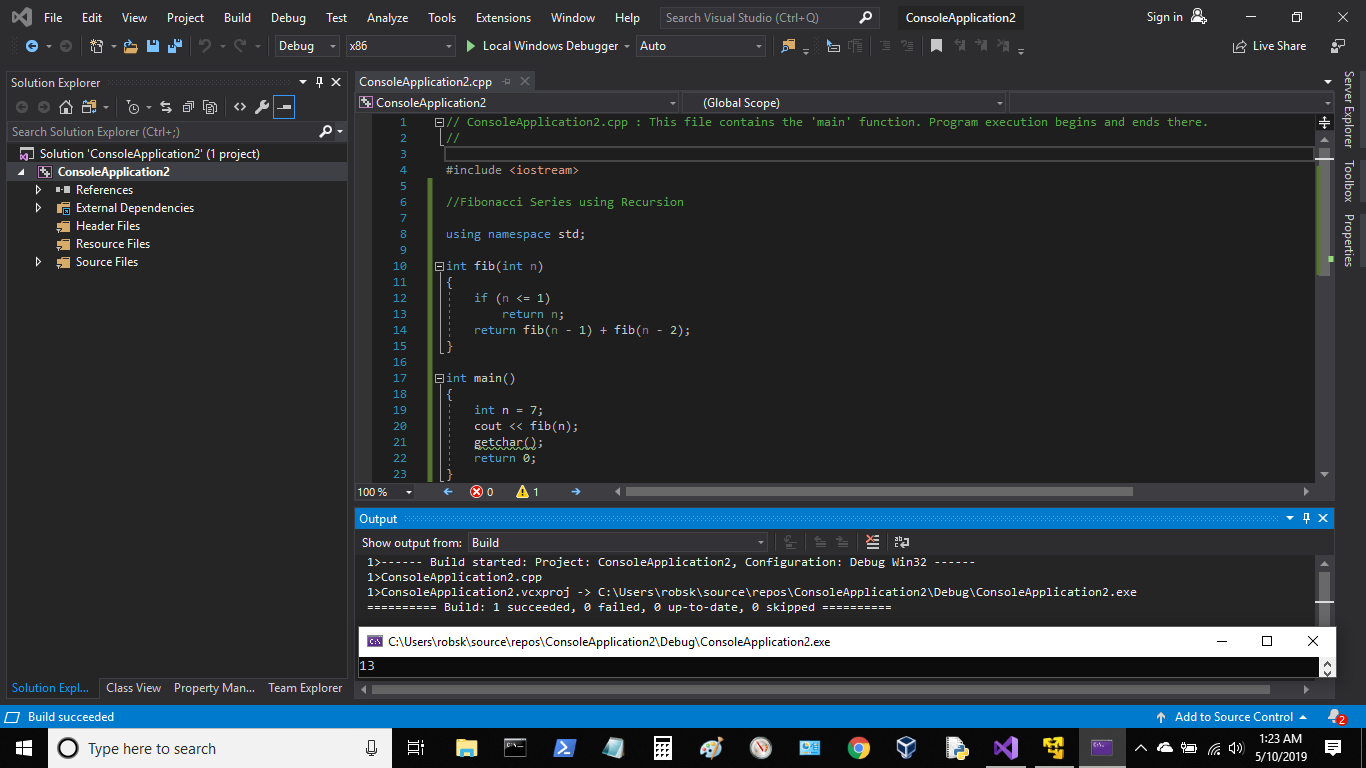 File Edit View Project Build Debug Test Analyze Tools Extensions Window Help Search Visual Studio (Ctrl+Q) ConsoleApplication2 Sign in
Debug x86 Local Windows Debugger Auto Live Share
Solution Explorer
Search Solution Explorer (Ctrl+;)
Solution 'ConsoleApplication2' (1 project)
ConsoleApplication2
References
External Dependencies
Header Files
Resource Files
Source Files
Solution Expl... Class View Property Man... Team Explorer
ConsoleApplication2.cpp
ConsoleApplication2 (Global Scope)
1 // ConsoleApplication2.cpp : This file contains the 'main' function. Program execution begins and ends there.
2 //
3
4 #include <iostream>
5
6 //Fibonacci Series using Recursion
7
8 using namespace std;
9
10 int fib(int n)
11 {
12 if (n <= 1)
13 return n;
14 return fib(n - 1) + fib(n - 2);
15 }
16
17 int main()
18 {
19 int n = 7;
20 cout << fib(n);
21 getchar();
22 return 0;
23 }
100 % 0 1
Output
Show output from: Build
1>------ Build started: Project: ConsoleApplication2, Configuration: Debug Win32 ------
1>ConsoleApplication2.cpp
1>ConsoleApplication2.vcxproj -> C:\Users\robsk\source\repos\ConsoleApplication2\Debug\ConsoleApplication2.exe
========== Build: 1 succeeded, 0 failed, 0 up-to-date, 0 skipped ==========
C:\Users\robsk\source\repos\ConsoleApplication2\Debug\ConsoleApplication2.exe
13
Server Explorer
Toolbox
Properties
Build succeeded Add to Source Control 2
Type here to search
1:23 AM
5/10/2019